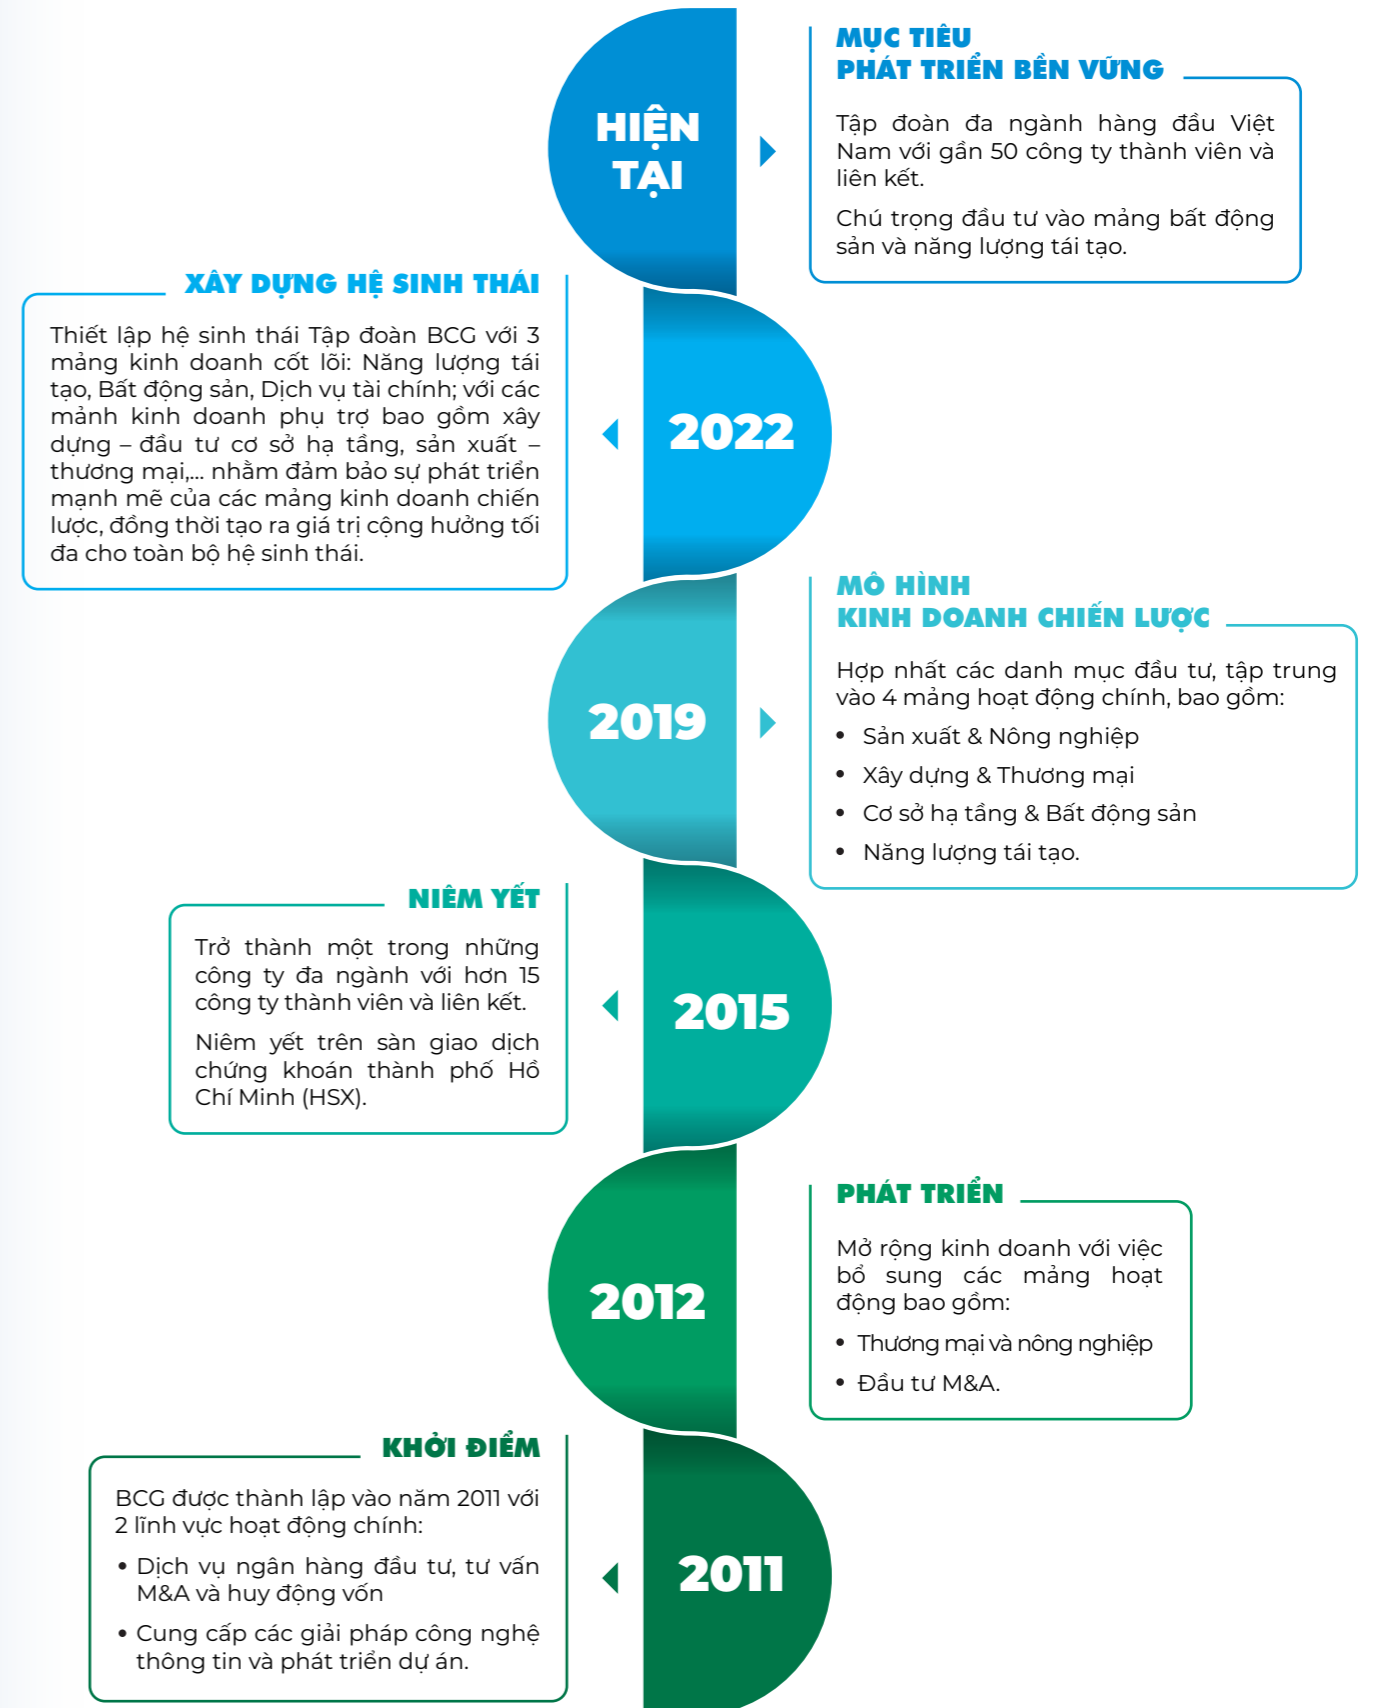 HIỆN
TẠI
MỤC TIÊU
PHÁT TRIỂN BỀN VỮNG
Tập đoàn đa ngành hàng đầu Việt
Nam với gần 50 công ty thành viên và
liên kết.
Chú trọng đầu tư vào mảng bất động
sản và năng lượng tái tạo.
XÂY DỰNG HỆ SINH THÁI
Thiết lập hệ sinh thái Tập đoàn BCG với 3
mảng kinh doanh cốt lõi: Năng lượng tái
tạo, Bất động sản, Dịch vụ tài chính; với các
mảnh kinh doanh phụ trợ bao gồm xây
dựng – đầu tư cơ sở hạ tầng, sản xuất –
thương mại,... nhằm đảm bảo sự phát triển
mạnh mẽ của các mảng kinh doanh chiến
lược, đồng thời tạo ra giá trị cộng hưởng tối
đa cho toàn bộ hệ sinh thái.
2022
MÔ HÌNH
KINH DOANH CHIẾN LƯỢC
Hợp nhất các danh mục đầu tư, tập trung
vào 4 mảng hoạt động chính, bao gồm:
• Sản xuất & Nông nghiệp
• Xây dựng & Thương mại
• Cơ sở hạ tầng & Bất động sản
• Năng lượng tái tạo.
2019
NIÊM YẾT
Trở thành một trong những
công ty đa ngành với hơn 15
công ty thành viên và liên kết.
Niêm yết trên sàn giao dịch
chứng khoán thành phố Hồ
Chí Minh (HSX).
2015
PHÁT TRIỂN
Mở rộng kinh doanh với việc
bổ sung các mảng hoạt
động bao gồm:
• Thương mại và nông nghiệp
• Đầu tư M&A.
2012
KHỞI ĐIỂM
BCG được thành lập vào năm 2011 với
2 lĩnh vực hoạt động chính:
• Dịch vụ ngân hàng đầu tư, tư vấn
M&A và huy động vốn
• Cung cấp các giải pháp công nghệ
thông tin và phát triển dự án.
2011